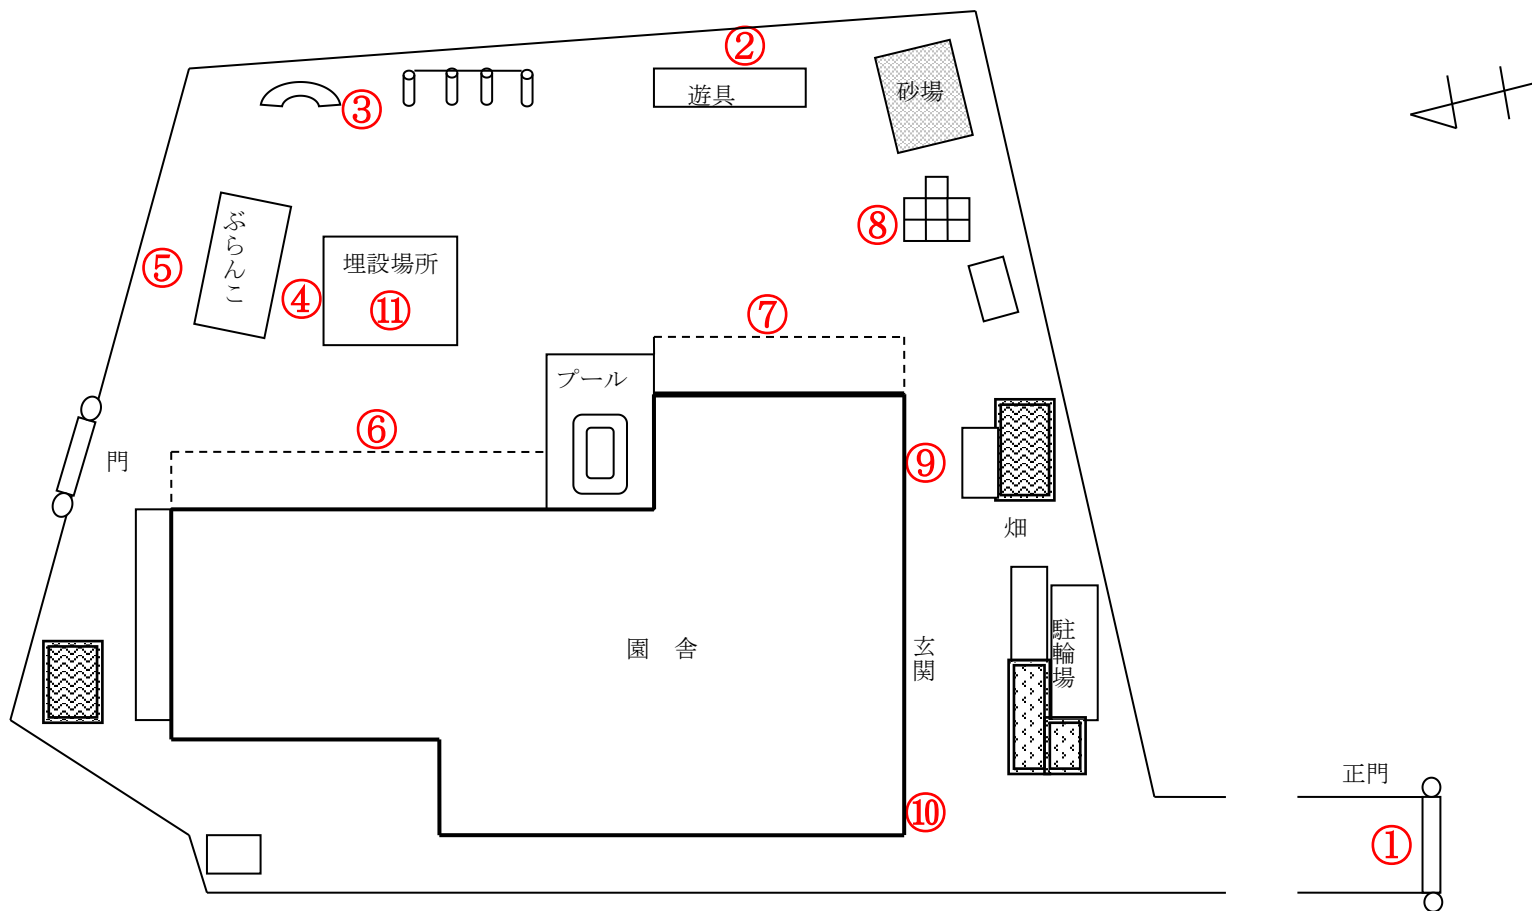 ②
遊具
砂場
③
⑧
ぶらんこ
⑤
④
埋設場所
⑪
⑦
プール
⑥
門
⑨
畑
園　舎
玄関
駐輪場
正門
⑩
①